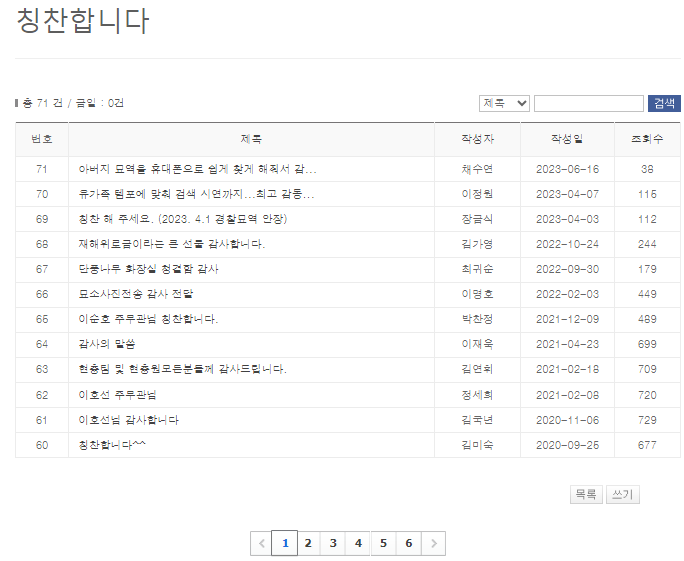 칭찬합니다
총 71 건 / 금일 : 0건 제목 검색
번호 제목 작성자 작성일 조회수
71 아버지 묘역을 휴대폰으로 쉽게 찾게 해줘서 감... 채수연 2023-06-16 38
70 유가족 템포에 맞춰 검색 시연까지...최고 감동... 이정원 2023-04-07 115
69 칭찬 해 주세요. (2023. 4.1 경찰묘역 안장) 장금식 2023-04-03 112
68 재해위로금이라는 큰 선물 감사합니다. 김가영 2022-10-24 244
67 단풍나무 화장실 청결함 감사 최귀순 2022-09-30 179
66 묘소사진전송 감사 전달 이명호 2022-02-03 449
65 이순호 주무관님 칭찬합니다. 박찬정 2021-12-09 489
64 감사의 말씀 이재욱 2021-04-23 699
63 현충팀 및 현충원모든분들께 감사드립니다. 김연희 2021-02-18 709
62 이호선 주무관님 정세희 2021-02-08 720
61 이호선님 감사합니다 김국년 2020-11-06 729
60 칭찬합니다^^ 김미숙 2020-09-25 677
목록 쓰기
< 1 2 3 4 5 6 >